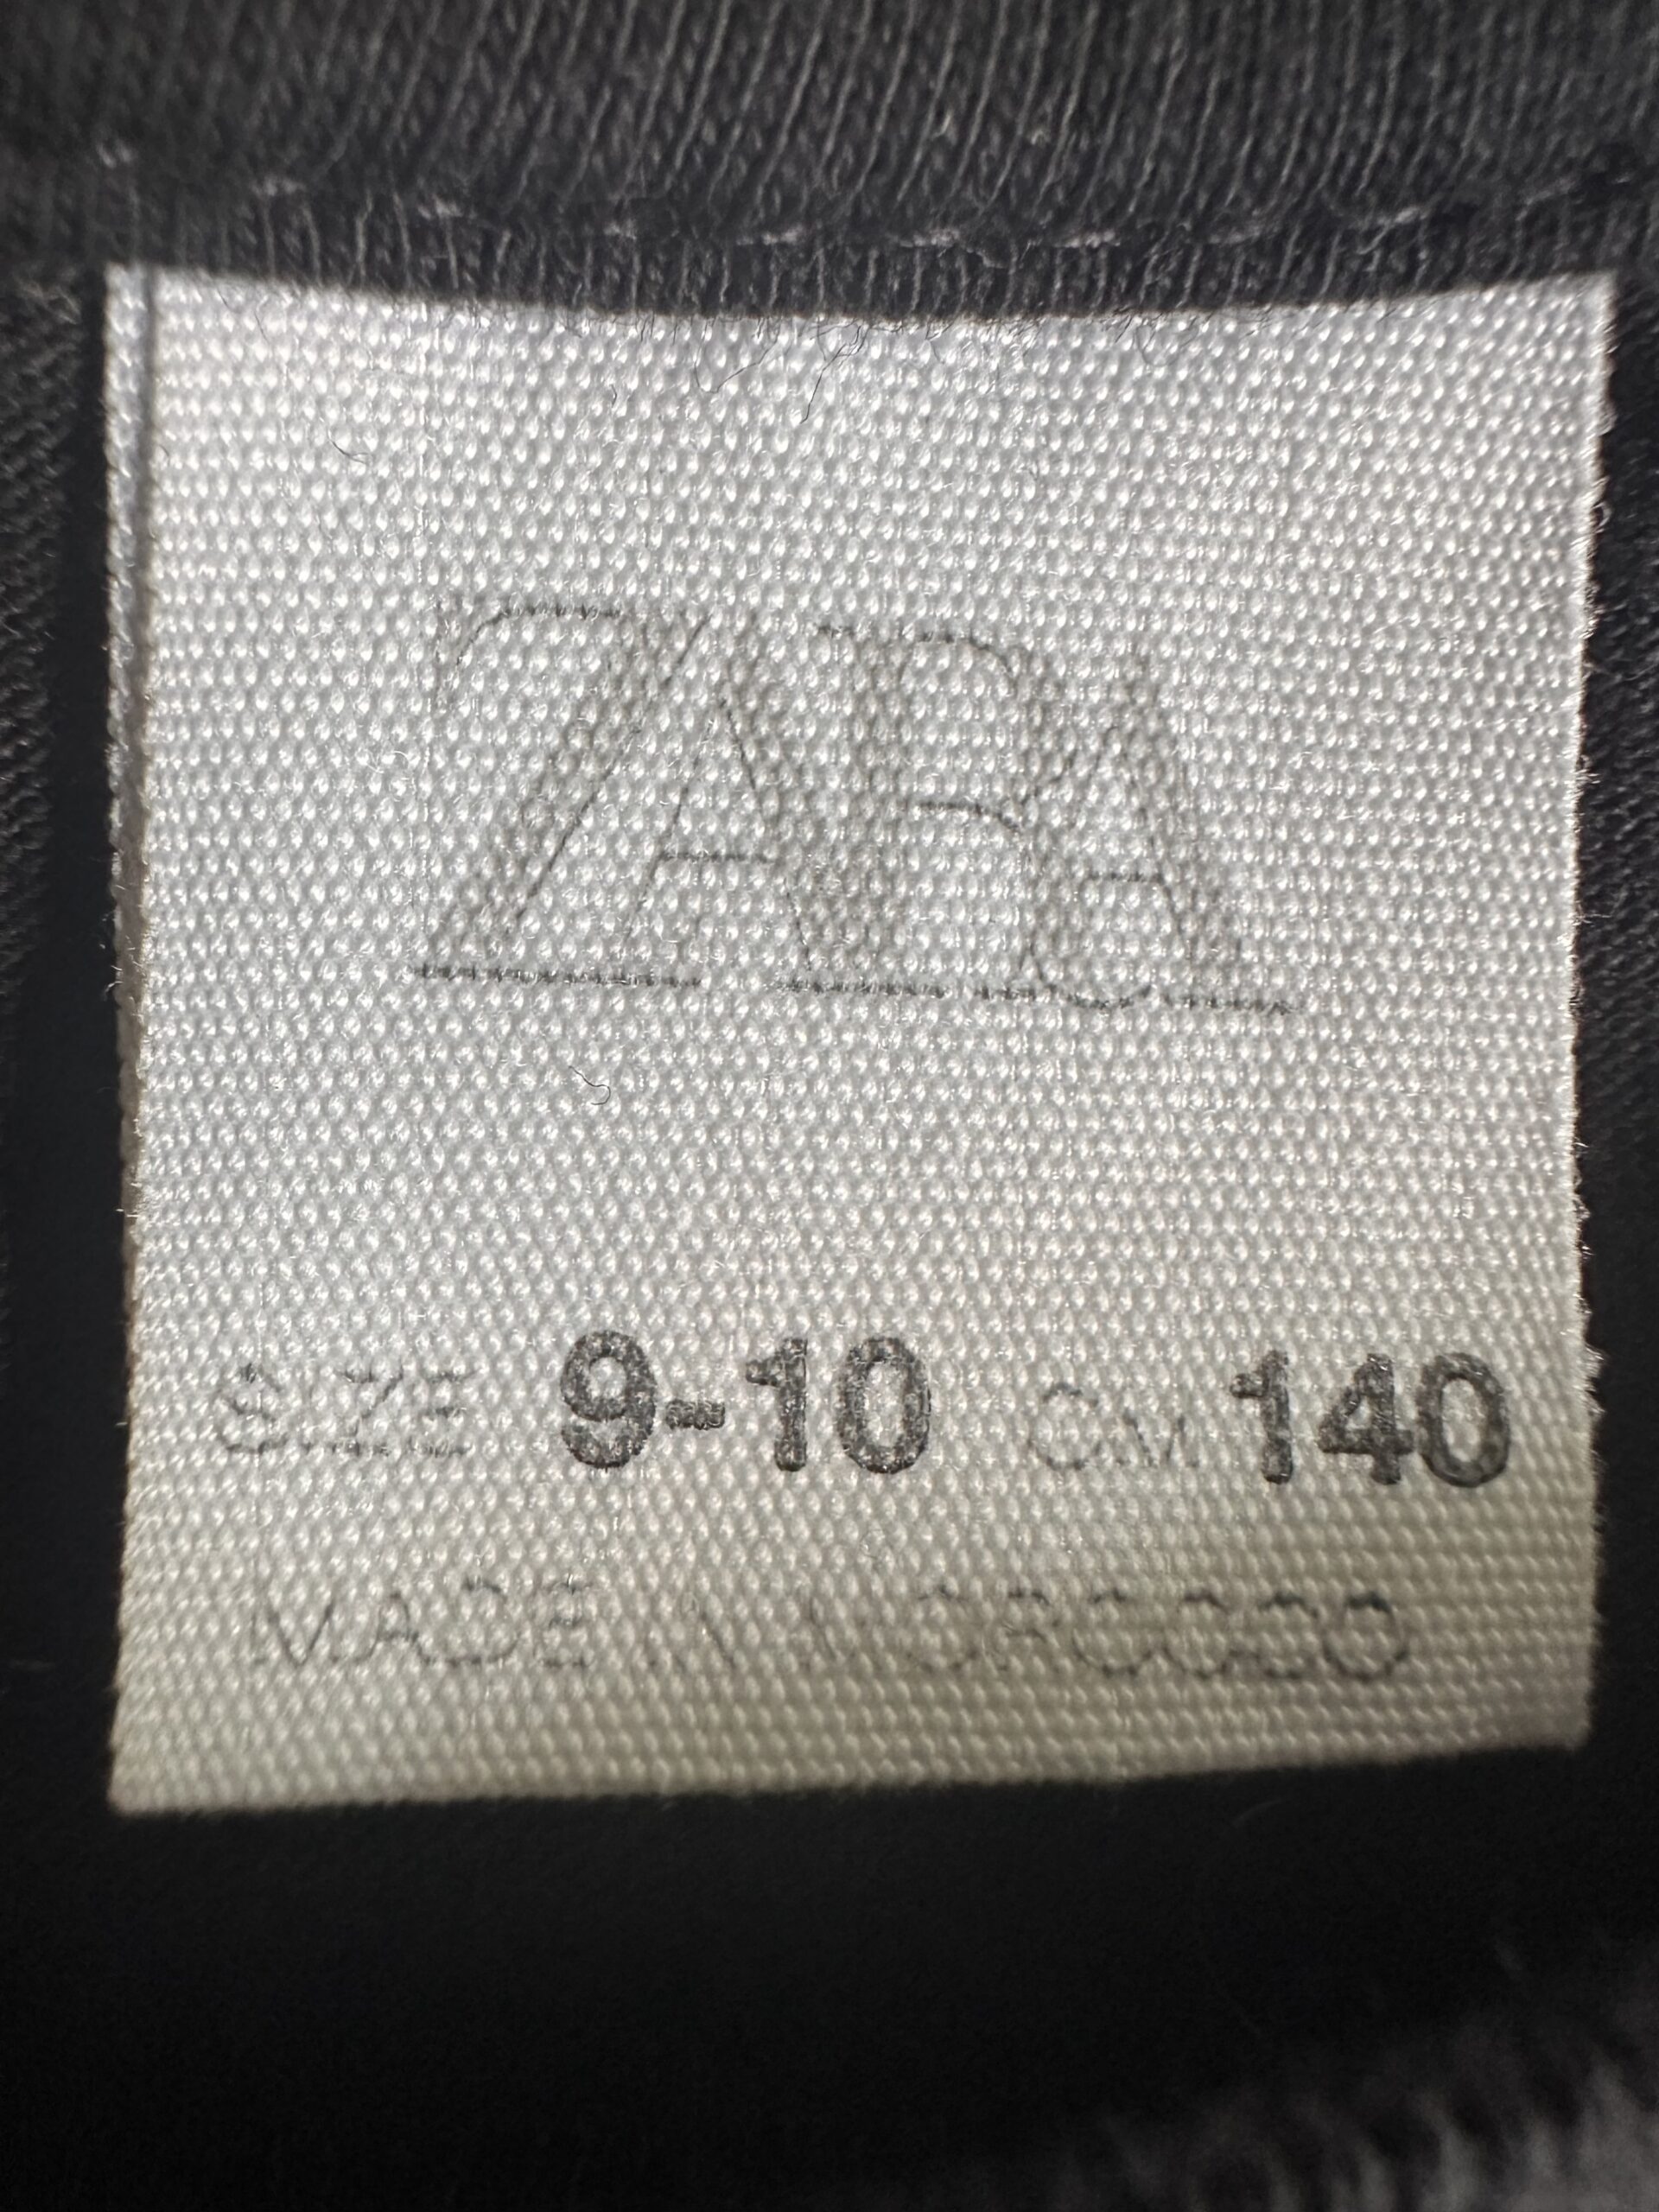 ZARA
SIZE 9-10 CM. 140
MADE IN MOROCCO